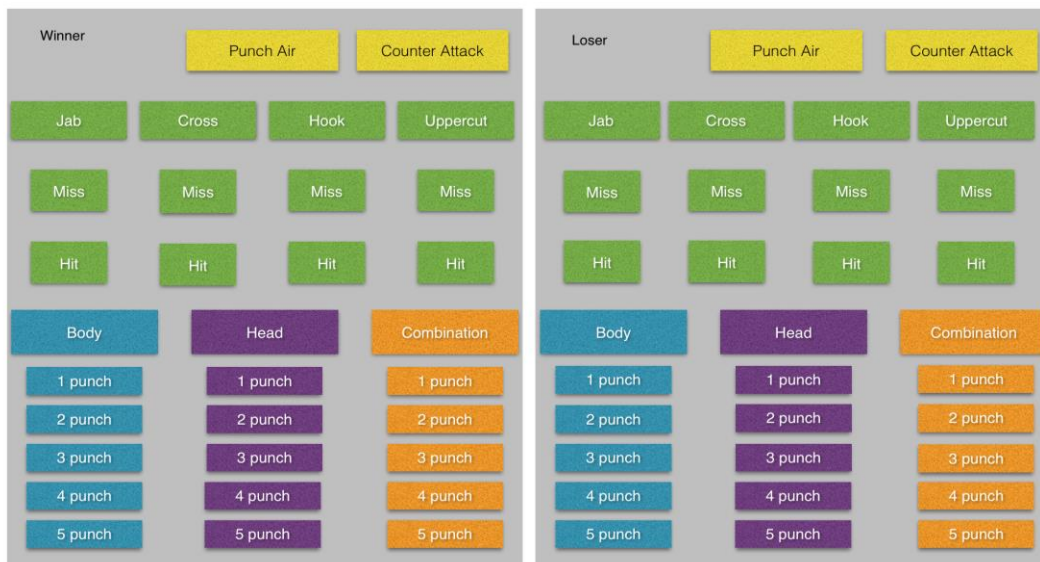 Winner
Punch Air
Counter Attack
Jab
Cross
Hook
Uppercut
Miss
Miss
Miss
Miss
Hit
Hit
Hit
Hit
Body
Head
Combination
1 punch
1 punch
1 punch
2 punch
2 punch
2 punch
3 punch
3 punch
3 punch
4 punch
4 punch
4 punch
5 punch
5 punch
5 punch
Loser
Punch Air
Counter Attack
Jab
Cross
Hook
Uppercut
Miss
Miss
Miss
Miss
Hit
Hit
Hit
Hit
Body
Head
Combination
1 punch
1 punch
1 punch
2 punch
2 punch
2 punch
3 punch
3 punch
3 punch
4 punch
4 punch
4 punch
5 punch
5 punch
5 punch